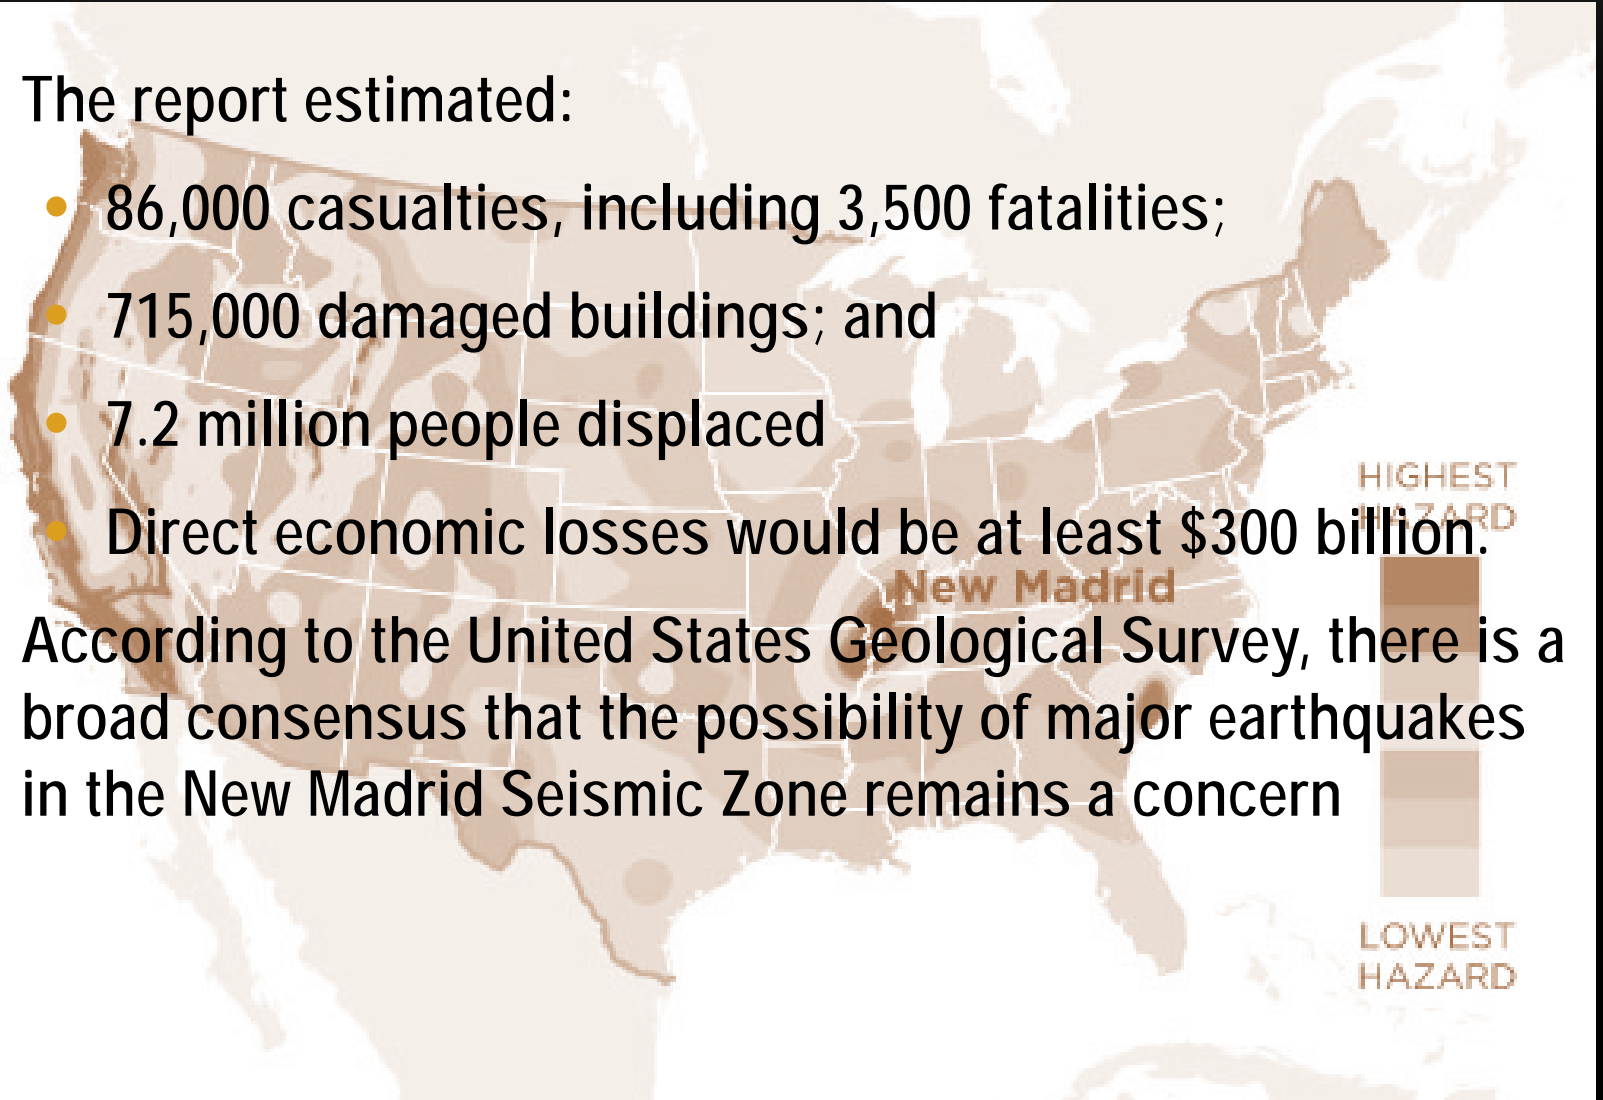 The report estimated:
• 86,000 casualties, including 3,500 fatalities;
• 715,000 damaged buildings; and
• 7.2 million people displaced
• Direct economic losses would be at least $300 billion.
According to the United States Geological Survey, there is a
broad consensus that the possibility of major earthquakes
in the New Madrid Seismic Zone remains a concern
New Madrid
HIGHEST
HAZARD
LOWEST
HAZARD